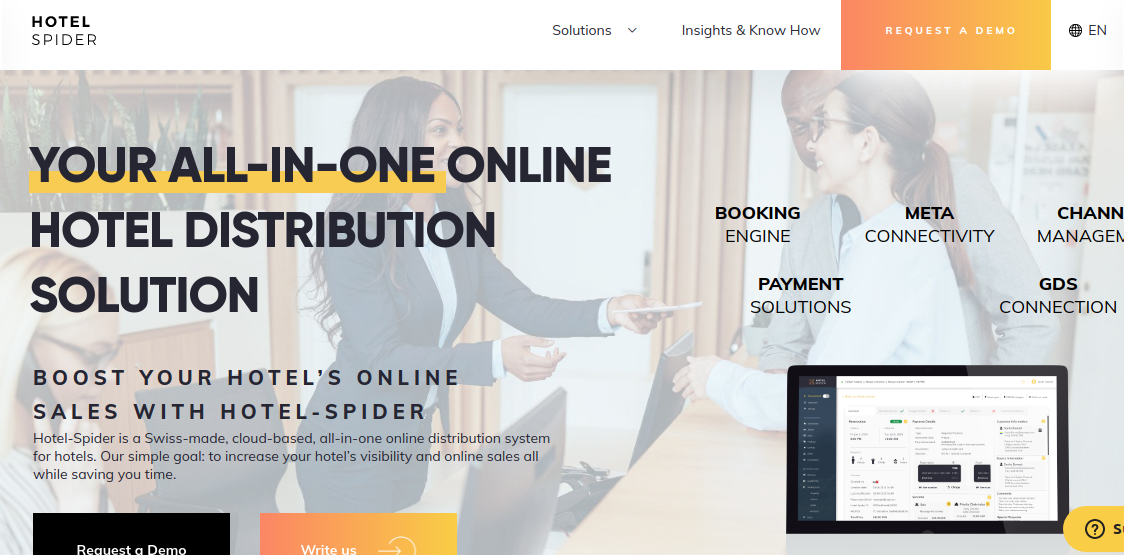 HOTEL
SPIDER
Solutions
Insights & Know How
REQUEST A DEMO
EN
YOUR ALL-IN-ONE ONLINE
HOTEL DISTRIBUTION
SOLUTION
BOOKING
ENGINE
META
CONNECTIVITY
CHANN
MANAGEM
PAYMENT
SOLUTIONS
GDS
CONNECTION
BOOST YOUR HOTEL’S ONLINE
SALES WITH HOTEL-SPIDER
Hotel-Spider is a Swiss-made, cloud-based, all-in-one online distribution system
for hotels. Our simple goal: to increase your hotel’s visibility and online sales all
while saving you time.
Request a Demo
Write us
Su